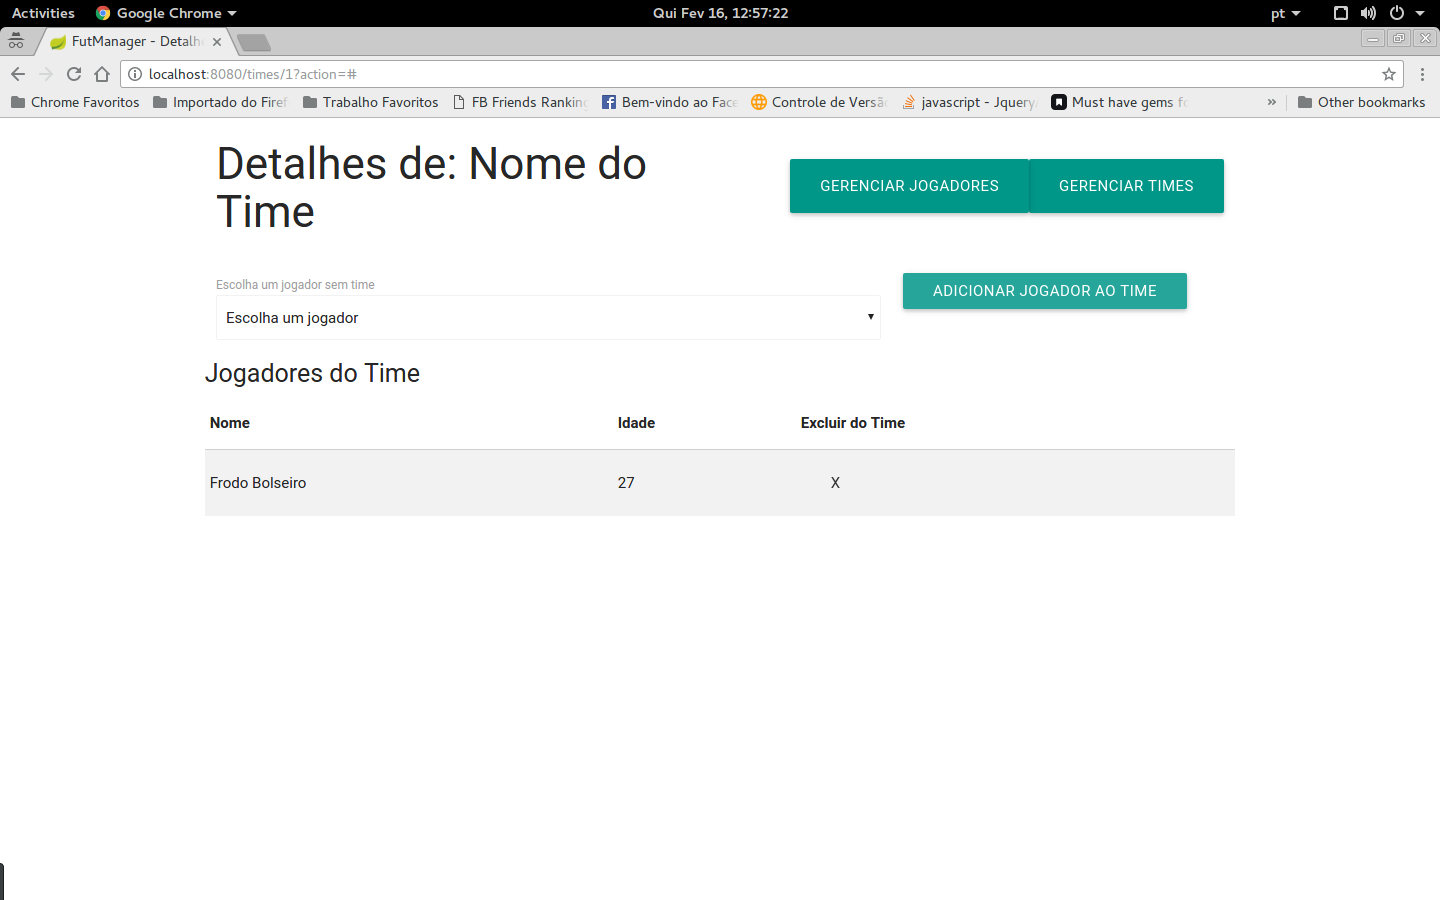 Activities Google Chrome Qui Fev 16, 12:57:22 pt
FutManager - Detalh
localhost:8080/times/1?action=#
Chrome Favoritos Importado do Firef Trabalho Favoritos FB Friends Ranking Bem-vindo ao Face Controle de Versão javascript - Jquery Must have gems fo » Other bookmarks
Detalhes de: Nome do
Time
GERENCIAR JOGADORES GERENCIAR TIMES
Escolha um jogador sem time
Escolha um jogador
ADICIONAR JOGADOR AO TIME
Jogadores do Time
Nome Idade Excluir do Time
Frodo Bolseiro 27 X